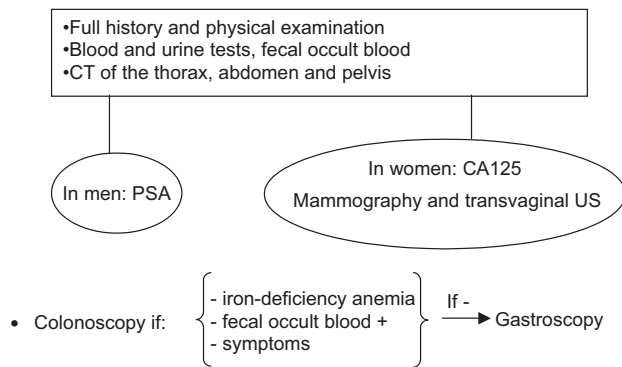 •Full history and physical examination
•Blood and urine tests, fecal occult blood
•CT of the thorax, abdomen and pelvis
In men: PSA
In women: CA125
Mammography and transvaginal US
• Colonoscopy if:
- iron-deficiency anemia
- fecal occult blood +
- symptoms
If -
Gastroscopy